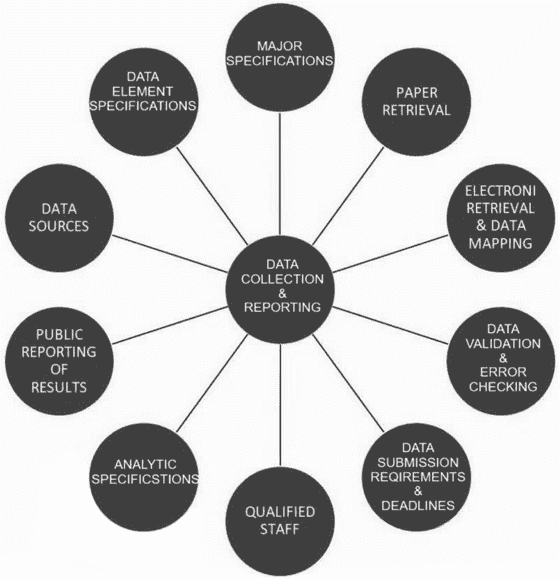 MAJOR
SPECIFICATIONS
PAPER
RETRIEVAL
ELECTRONI
RETRIEVAL
& DATA
MAPPING
DATA
VALIDATION
&
ERROR
CHECKING
DATA
SUBMISSION
REQIREMENTS
&
DEADLINES
QUALIFIED
STAFF
ANALYTIC
SPECIFICSTIONS
PUBLIC
REPORTING
OF
RESULTS
DATA
SOURCES
DATA
ELEMENT
SPECIFICATIONS
DATA
COLLECTION
&
REPORTING